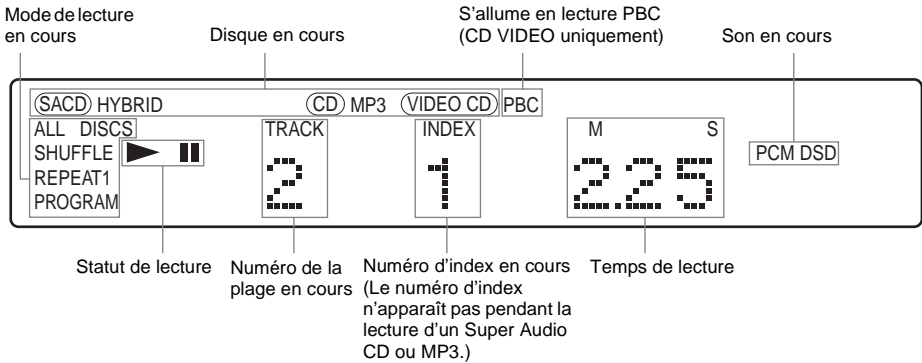 Mode de lecture
en cours
Disque en cours
S'allume en lecture PBC
(CD VIDEO uniquement)
Son en cours
SACD HYBRID CD MP3 VIDEO CD PBC
ALL DISCS
SHUFFLE
REPEAT1
PROGRAM
TRACK
2
INDEX
1
M S
2.25
PCM DSD
Statut de lecture
Numéro de la
plage en cours
Numéro d'index en cours
(Le numéro d'index
n'apparaît pas pendant la
lecture d'un Super Audio
CD ou MP3.)
Temps de lecture